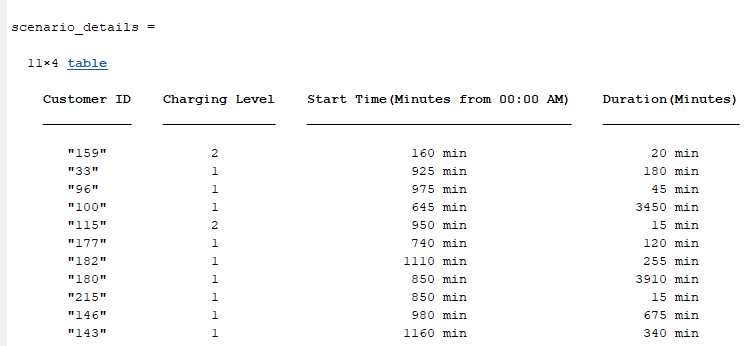 scenario_details =
11×4 table
Customer ID Charging Level Start Time(Minutes from 00:00 AM) Duration(Minutes)
"159" 2 160 min 20 min
"33" 1 925 min 180 min
"96" 1 975 min 45 min
"100" 1 645 min 3450 min
"115" 2 950 min 15 min
"177" 1 740 min 120 min
"182" 1 1110 min 255 min
"180" 1 850 min 3910 min
"215" 1 850 min 15 min
"146" 1 980 min 675 min
"143" 1 1160 min 340 min